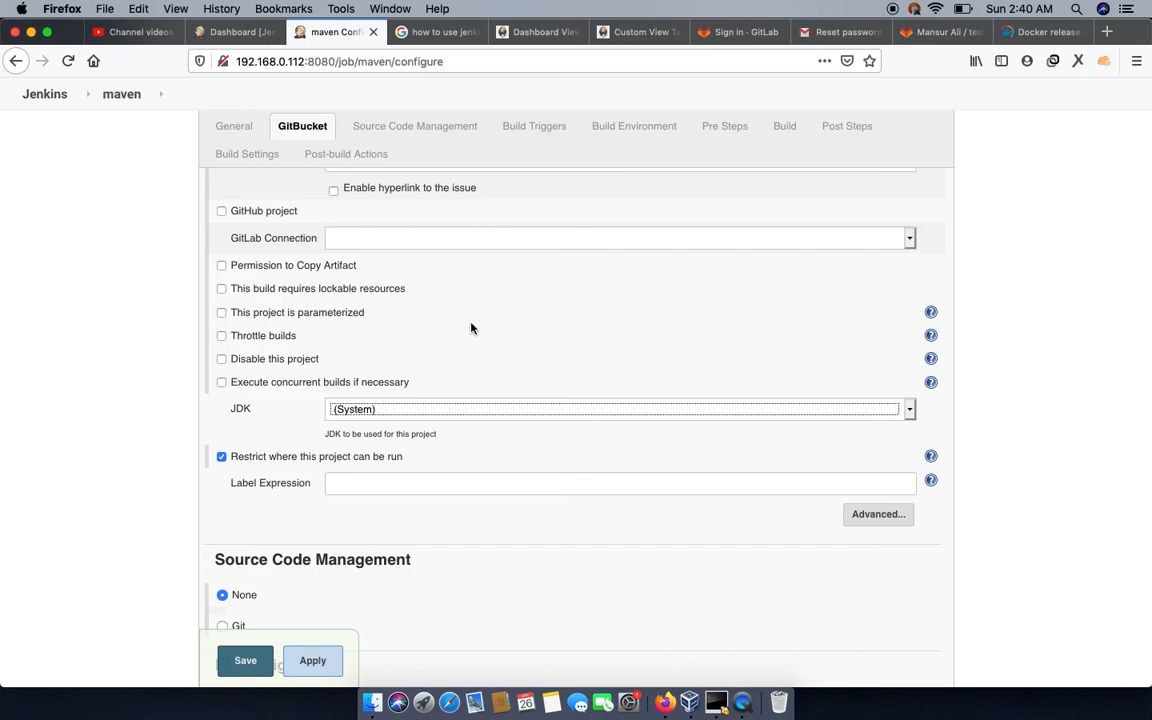 Firefox File Edit View History Bookmarks Tools Window Help Sun 2:40 AM
Channel videos Dashboard [Jen maven Confi how to use jenk Dashboard View Custom View Ta Sign in · GitLab Reset password Mansur Ali / test Docker release
192.168.0.112:8080/job/maven/configure
Jenkins maven
General GitBucket Source Code Management Build Triggers Build Environment Pre Steps Build Post Steps
Build Settings Post-build Actions
Enable hyperlink to the issue
GitHub project
GitLab Connection
Permission to Copy Artifact
This build requires lockable resources
This project is parameterized
Throttle builds
Disable this project
Execute concurrent builds if necessary
JDK (System)
JDK to be used for this project
Restrict where this project can be run
Label Expression
Advanced...
Source Code Management
None
Git
Save Apply